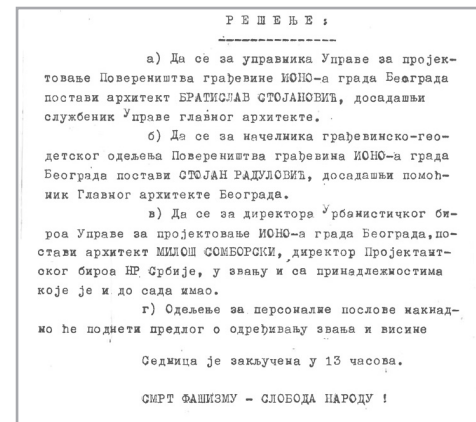 РЕШЕЊЕ;
а) Да се за управника Управе за пројек-
товање Повереништва грађевине ИОНО-а града Београда
постави архитект БРАТИСЛАВ СТОЈАНОВИЋ, досадашњи
службеник Управе главног архитекте.
б) Да се за начелника грађевинско-гео-
детског одељења Повереништва грађевина ИОНО-а града
Београда постави СТОЈАН РАДУЛОВИЋ, досадашњи помоћ-
ник Главног архитекте Београда.
в) Да се за директора Урбанистичког би-
роа Управе за пројектовање ИОНО-а града Београда,по-
стави архитект МИЛОШ СОМБОРСКИ, директор Пројектант-
ског бироа НР Србије, у звању и са принадлежностима
које је и до сада имао.
г) Одељење за персоналне послове накнад-
но ће поднети предлог о одређивању звања и висине
Седница је закључена у 13 часова.
СМРТ ФАШИЗМУ - СЛОБОДА НАРОДУ !